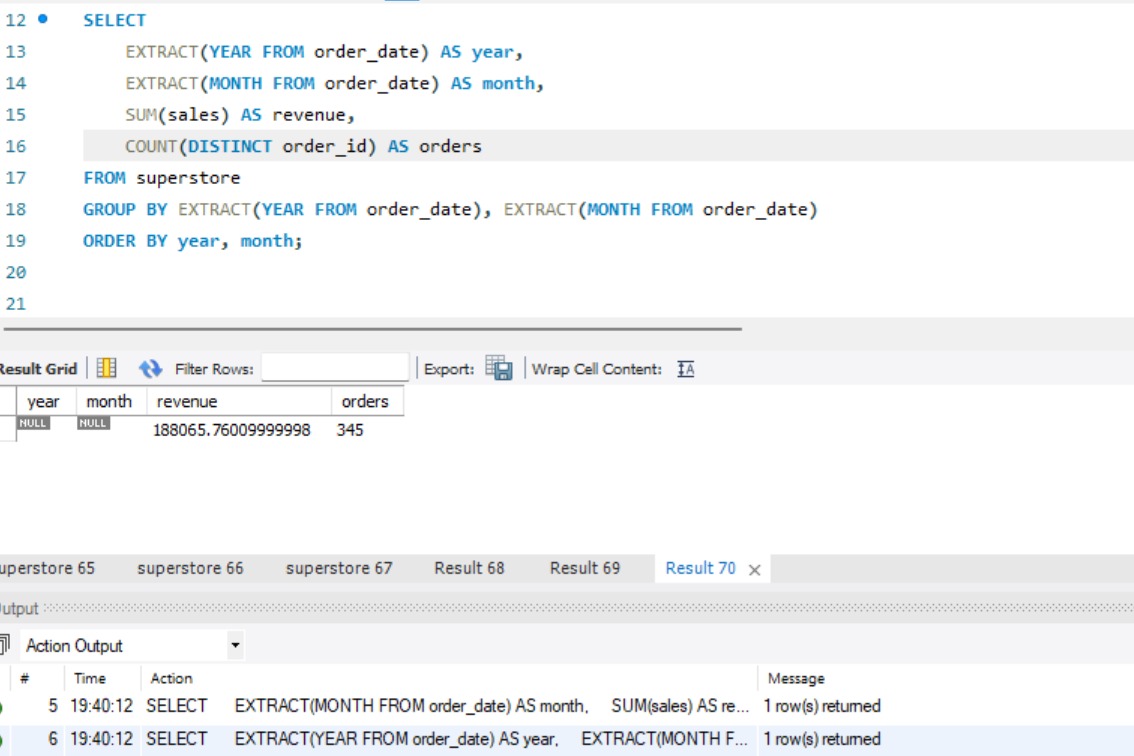 12 SELECT
13 EXTRACT(YEAR FROM order_date) AS year,
14 EXTRACT(MONTH FROM order_date) AS month,
15 SUM(sales) AS revenue,
16 COUNT(DISTINCT order_id) AS orders
17 FROM superstore
18 GROUP BY EXTRACT(YEAR FROM order_date), EXTRACT(MONTH FROM order_date)
19 ORDER BY year, month;
20
21
Result Grid Filter Rows: Export: Wrap Cell Content: IA
year month revenue orders
NULL NULL 188065.76009999998 345
uperstore 65 superstore 66 superstore 67 Result 68 Result 69 Result 70
utput
Action Output
# Time Action Message
5 19:40:12 SELECT EXTRACT(MONTH FROM order_date) AS month, SUM(sales) AS re... 1 row(s) returned
6 19:40:12 SELECT EXTRACT(YEAR FROM order_date) AS year, EXTRACT(MONTH F... 1 row(s) returned